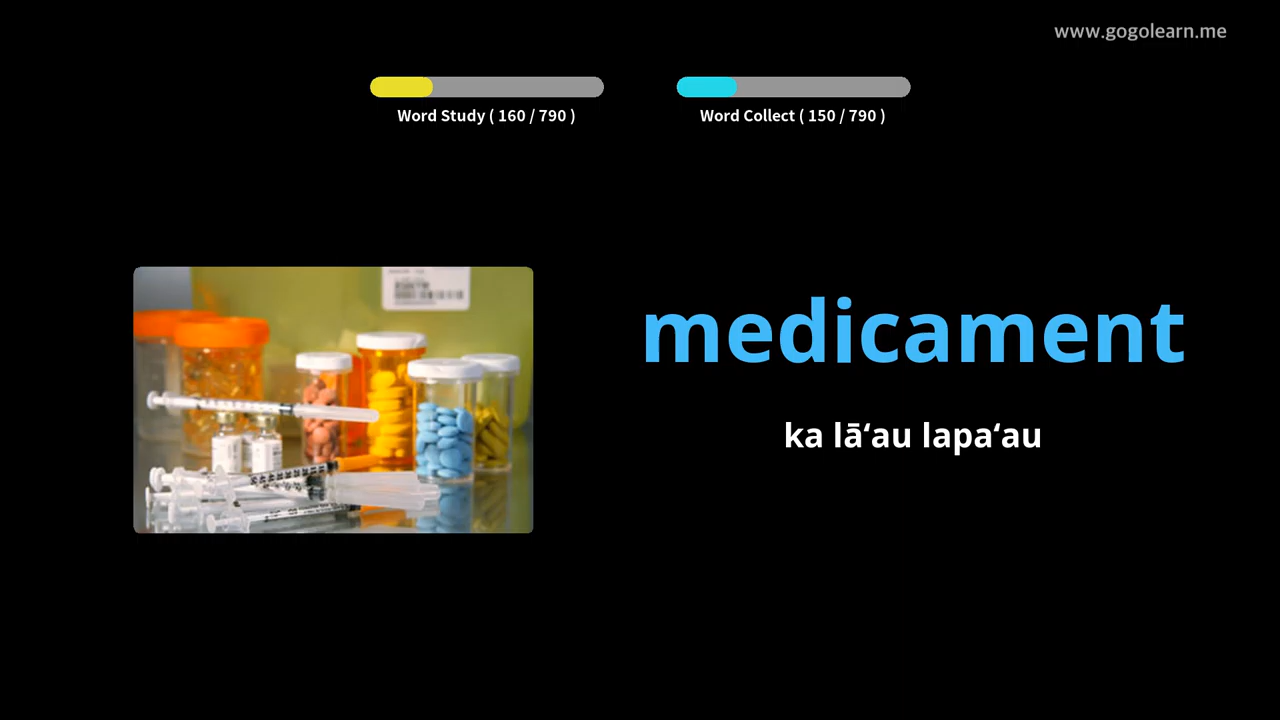 www.gogolearn.me
Word Study ( 160 / 790 )
Word Collect ( 150 / 790 )
medicament
ka lāʻau lapaʻau